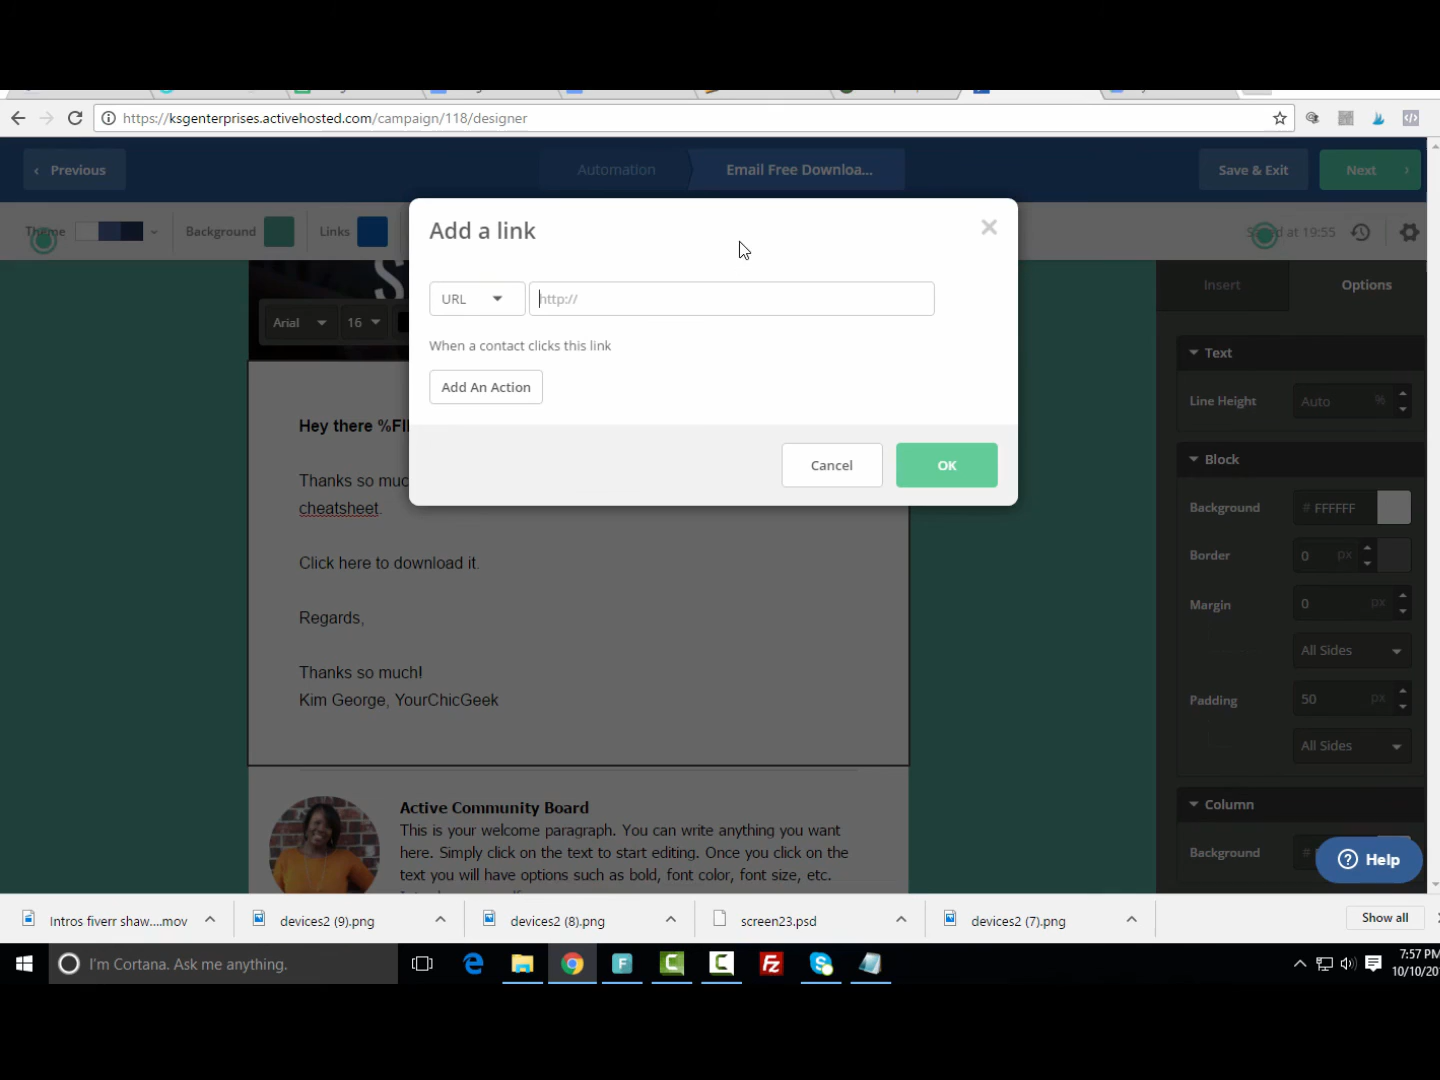 https://ksgenterprises.activehosted.com/campaign/118/designer
‹ Previous
Automation
Email Free Downloa...
Save & Exit
Next ›
Theme
Background
Links
at 19:55
Add a link
URL
http://
When a contact clicks this link
Add An Action
Cancel
OK
Arial
16
Hey there %FI
Thanks so muc
cheatsheet.
Click here to download it.
Regards,
Thanks so much!
Kim George, YourChicGeek
Active Community Board
This is your welcome paragraph. You can write anything you want
here. Simply click on the text to start editing. Once you click on the
text you will have options such as bold, font color, font size, etc.
Insert
Options
Text
Line Height
Auto %
Block
Background
# FFFFFF
Border
0 px
Margin
0 px
All Sides
Padding
50 px
All Sides
Column
Background
#
Help
Intros fiverr shaw....mov
devices2 (9).png
devices2 (8).png
screen23.psd
devices2 (7).png
Show all
I'm Cortana. Ask me anything.
7:57 PM
10/10/20